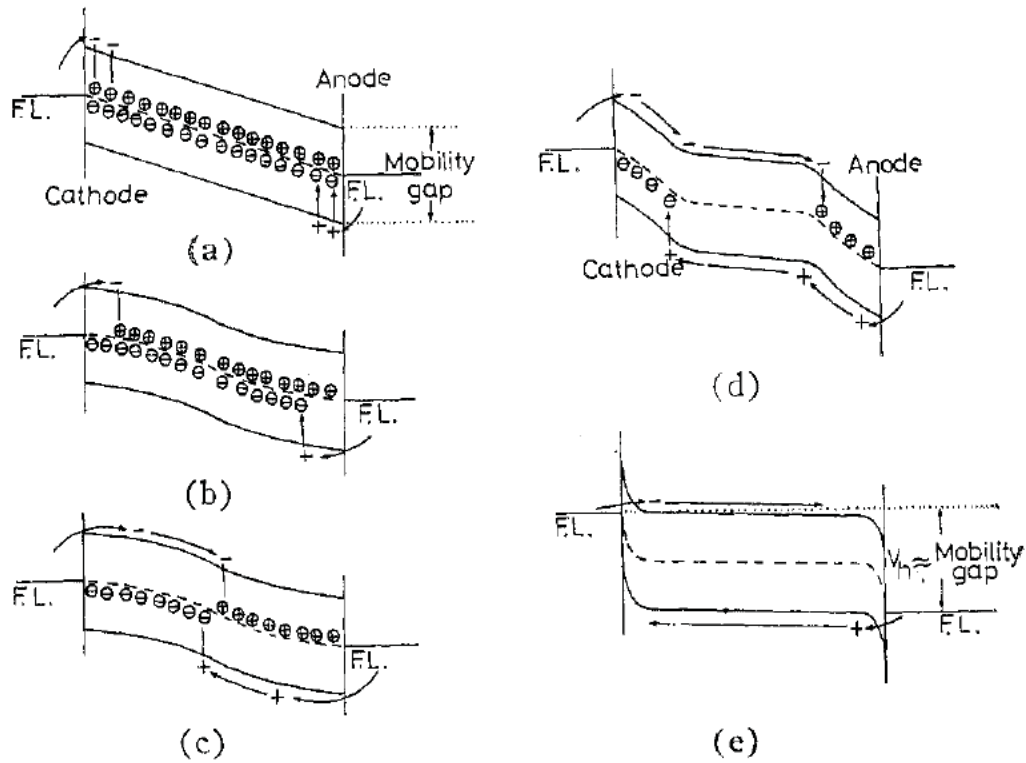 Anode
F.L.
Mobility
gap
F.L.
Cathode
(a)
F.L.
F.L.
(b)
F.L.
F.L.
(c)
F.L.
Anode
Cathode
F.L.
(d)
F.L.
Vh ≈ Mobility
gap
F.L.
(e)